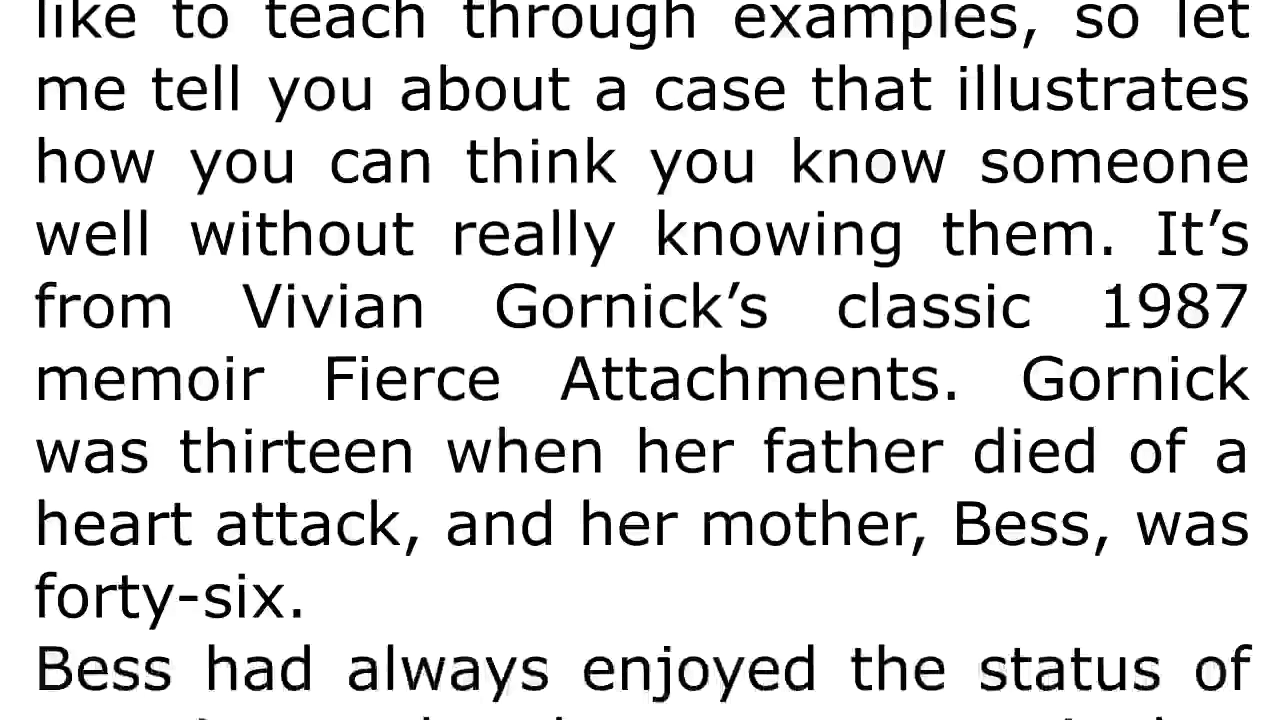 like to teach through examples, so let
me tell you about a case that illustrates
how you can think you know someone
well without really knowing them. It’s
from Vivian Gornick’s classic 1987
memoir Fierce Attachments. Gornick
was thirteen when her father died of a
heart attack, and her mother, Bess, was
forty-six.
Bess had always enjoyed the status of